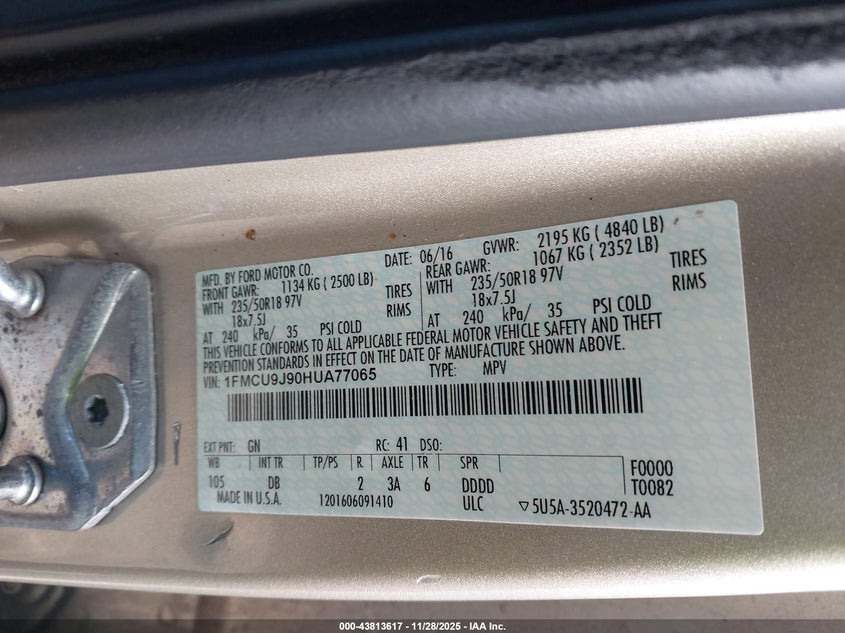 MFD. BY FORD MOTOR CO. DATE: 06/16 GVWR: 2195 KG ( 4840 LB)
FRONT GAWR: 1134 KG ( 2500 LB) REAR GAWR: 1067 KG ( 2352 LB)
WITH 235/50R18 97V TIRES WITH 235/50R18 97V TIRES
18x7.5J RIMS 18x7.5J RIMS
AT 240 kPa/ 35 PSI COLD AT 240 kPa/ 35 PSI COLD
THIS VEHICLE CONFORMS TO ALL APPLICABLE FEDERAL MOTOR VEHICLE SAFETY AND THEFT
PREVENTION STANDARDS IN EFFECT ON THE DATE OF MANUFACTURE SHOWN ABOVE.
VIN: 1FMCU9J90HUA77065 TYPE: MPV
EXT PNT: GN RC: 41 DSO:
WB INT TR TP/PS R AXLE TR SPR F0000
105 DB 2 3A 6 DDDD T0082
MADE IN U.S.A. 1201606091410 ULC ▽5U5A-3520472-AA
000-43813617 - 11/28/2025 - IAA Inc.